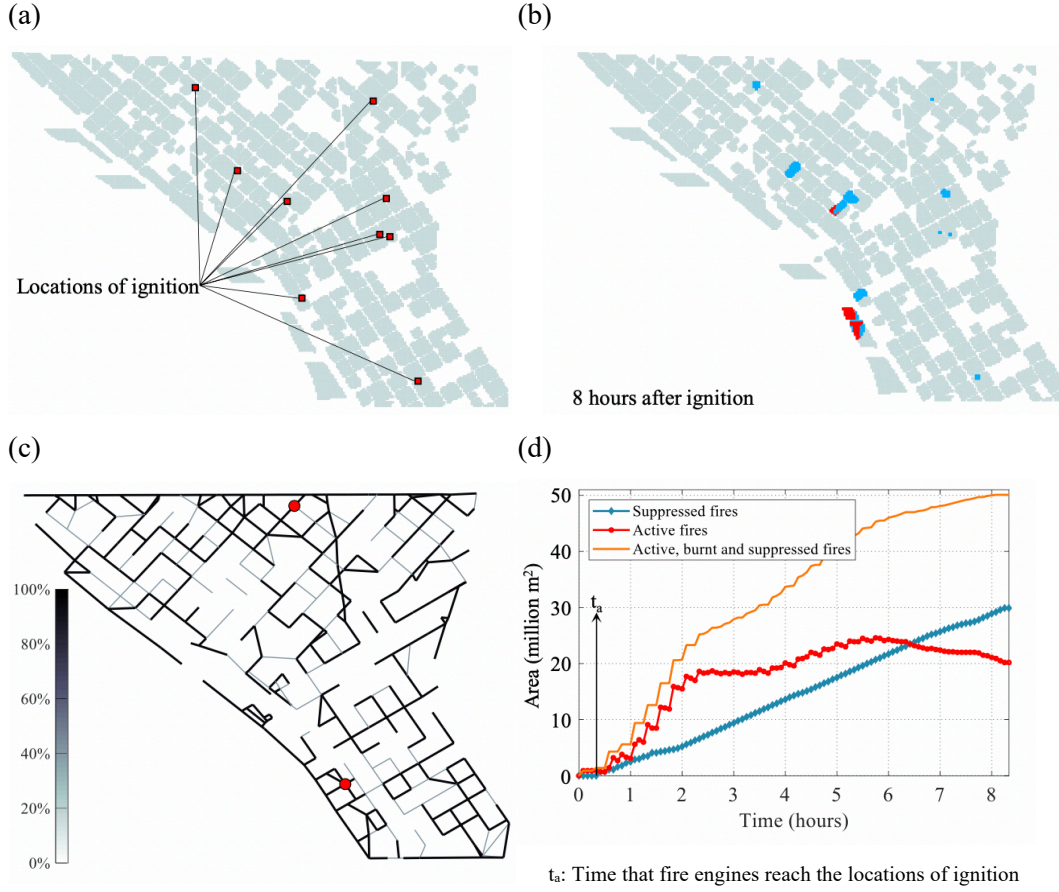 (a)
(b)
Locations of ignition
8 hours after ignition
(c)
(d)
100%
80%
60%
40%
20%
0%
50
40
30
20
10
0
Area (million m²)
Suppressed fires
Active fires
Active, burnt and suppressed fires
tₐ
0 1 2 3 4 5 6 7 8
Time (hours)
tₐ: Time that fire engines reach the locations of ignition